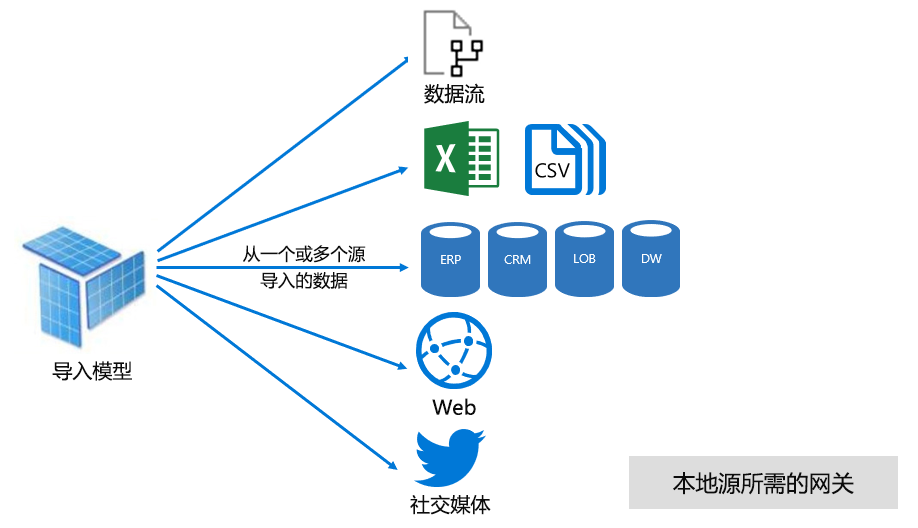 数据流
X
CSV
从一个或多个源
导入的数据
ERP
CRM
LOB
DW
导入模型
Web
社交媒体
本地源所需的网关